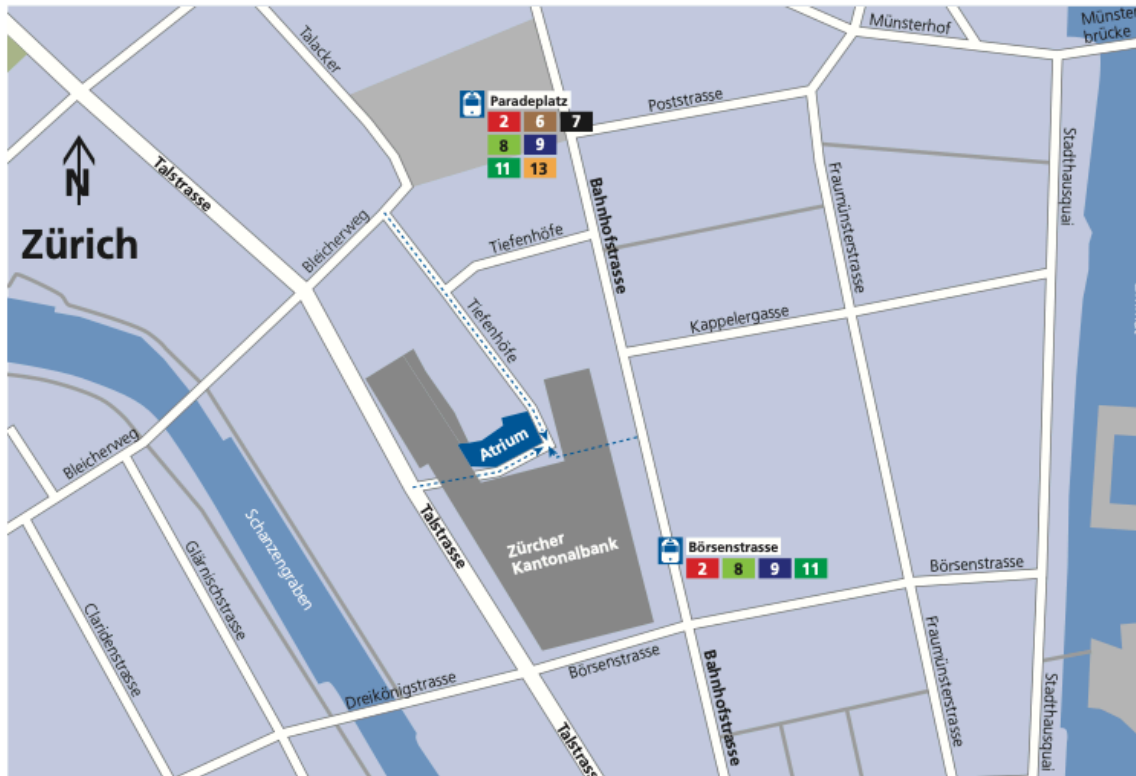 Talacker
Münsterhof
Münster
brücke
Paradeplatz
2 6 7
8 9
11 13
Poststrasse
Stadthausquai
N
Talstrasse
Zürich
Bleicherweg
Bahnhofstrasse
Fraumünsterstrasse
Tiefenhöfe
Tiefenhöfe
Kappelergasse
Atrium
Bleicherweg
Talstrasse
Zürcher
Kantonalbank
Börsenstrasse
2 8 9 11
Börsenstrasse
Schanzengraben
Glärnischstrasse
Claridenstrasse
Dreikönigstrasse
Börsenstrasse
Bahnhofstrasse
Fraumünsterstrasse
Stadthausquai
Talstrasse